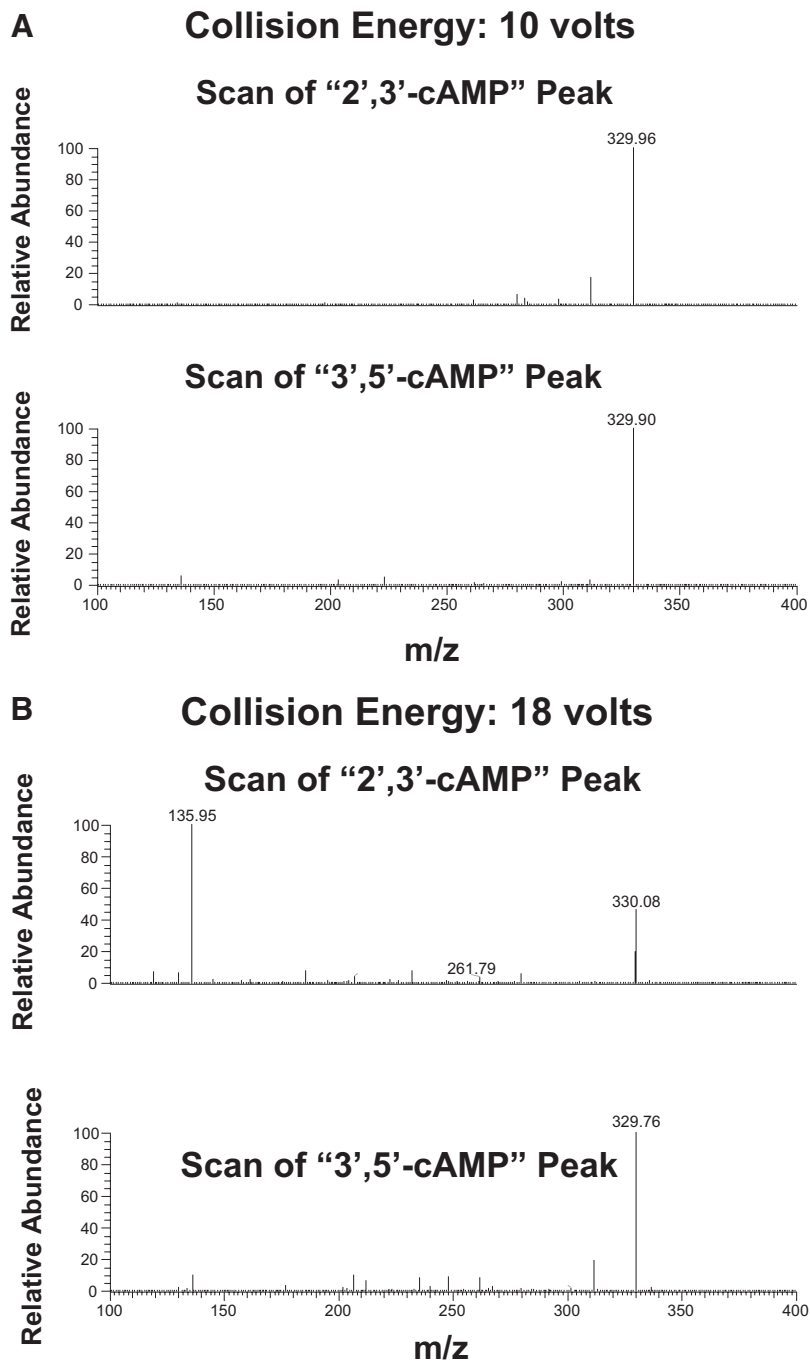 A
Collision Energy: 10 volts
Scan of “2’,3’-cAMP” Peak
Relative Abundance
100
80
60
40
20
0
329.96
Scan of “3’,5’-cAMP” Peak
Relative Abundance
100
80
60
40
20
0
329.90
100 150 200 250 300 350 400
m/z
B
Collision Energy: 18 volts
Scan of “2’,3’-cAMP” Peak
Relative Abundance
100
80
60
40
20
0
135.95
330.08
261.79
Relative Abundance
100
80
60
40
20
0
329.76
Scan of “3’,5’-cAMP” Peak
100 150 200 250 300 350 400
m/z